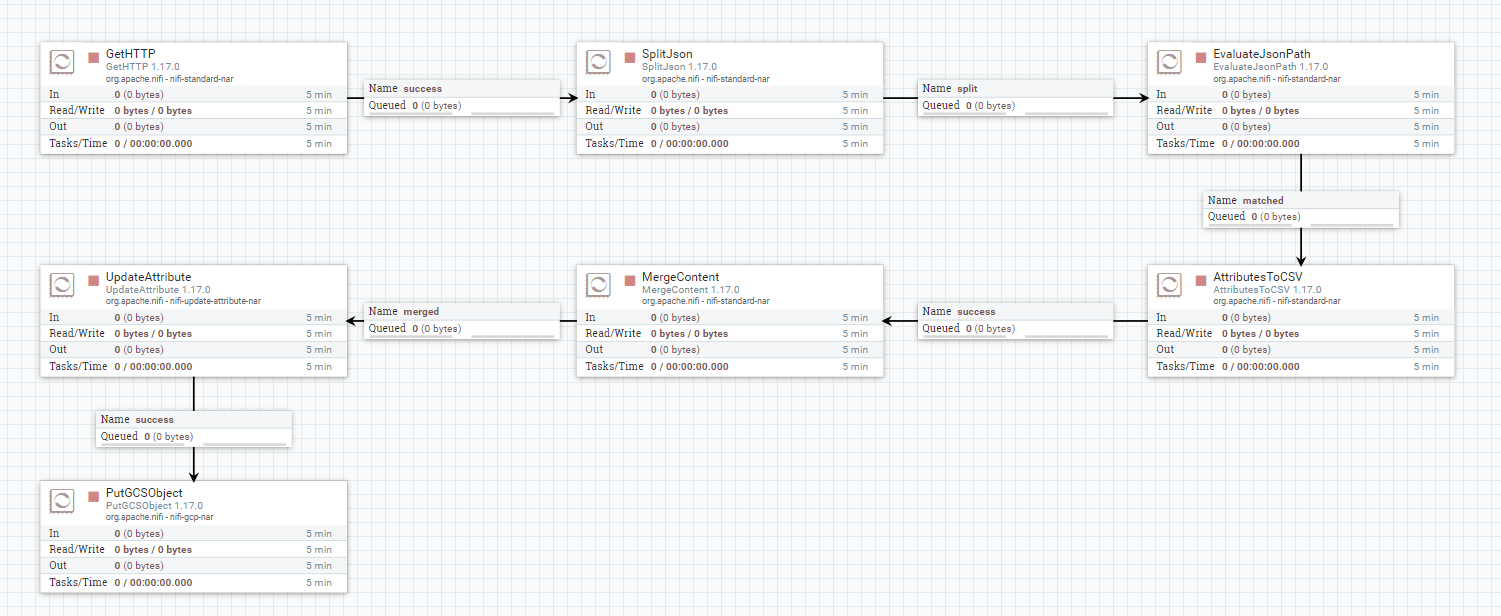 GetHTTP
GetHTTP 1.17.0
org.apache.nifi - nifi-standard-nar
In 0 (0 bytes) 5 min
Read/Write 0 bytes / 0 bytes 5 min
Out 0 (0 bytes) 5 min
Tasks/Time 0 / 00:00:00.000 5 min
Name success
Queued 0 (0 bytes)
SplitJson
SplitJson 1.17.0
org.apache.nifi - nifi-standard-nar
In 0 (0 bytes) 5 min
Read/Write 0 bytes / 0 bytes 5 min
Out 0 (0 bytes) 5 min
Tasks/Time 0 / 00:00:00.000 5 min
Name split
Queued 0 (0 bytes)
EvaluateJsonPath
EvaluateJsonPath 1.17.0
org.apache.nifi - nifi-standard-nar
In 0 (0 bytes) 5 min
Read/Write 0 bytes / 0 bytes 5 min
Out 0 (0 bytes) 5 min
Tasks/Time 0 / 00:00:00.000 5 min
Name matched
Queued 0 (0 bytes)
AttributesToCSV
AttributesToCSV 1.17.0
org.apache.nifi - nifi-standard-nar
In 0 (0 bytes) 5 min
Read/Write 0 bytes / 0 bytes 5 min
Out 0 (0 bytes) 5 min
Tasks/Time 0 / 00:00:00.000 5 min
Name success
Queued 0 (0 bytes)
MergeContent
MergeContent 1.17.0
org.apache.nifi - nifi-standard-nar
In 0 (0 bytes) 5 min
Read/Write 0 bytes / 0 bytes 5 min
Out 0 (0 bytes) 5 min
Tasks/Time 0 / 00:00:00.000 5 min
Name merged
Queued 0 (0 bytes)
UpdateAttribute
UpdateAttribute 1.17.0
org.apache.nifi - nifi-update-attribute-nar
In 0 (0 bytes) 5 min
Read/Write 0 bytes / 0 bytes 5 min
Out 0 (0 bytes) 5 min
Tasks/Time 0 / 00:00:00.000 5 min
Name success
Queued 0 (0 bytes)
PutGCSObject
PutGCSObject 1.17.0
org.apache.nifi - nifi-gcp-nar
In 0 (0 bytes) 5 min
Read/Write 0 bytes / 0 bytes 5 min
Out 0 (0 bytes) 5 min
Tasks/Time 0 / 00:00:00.000 5 min